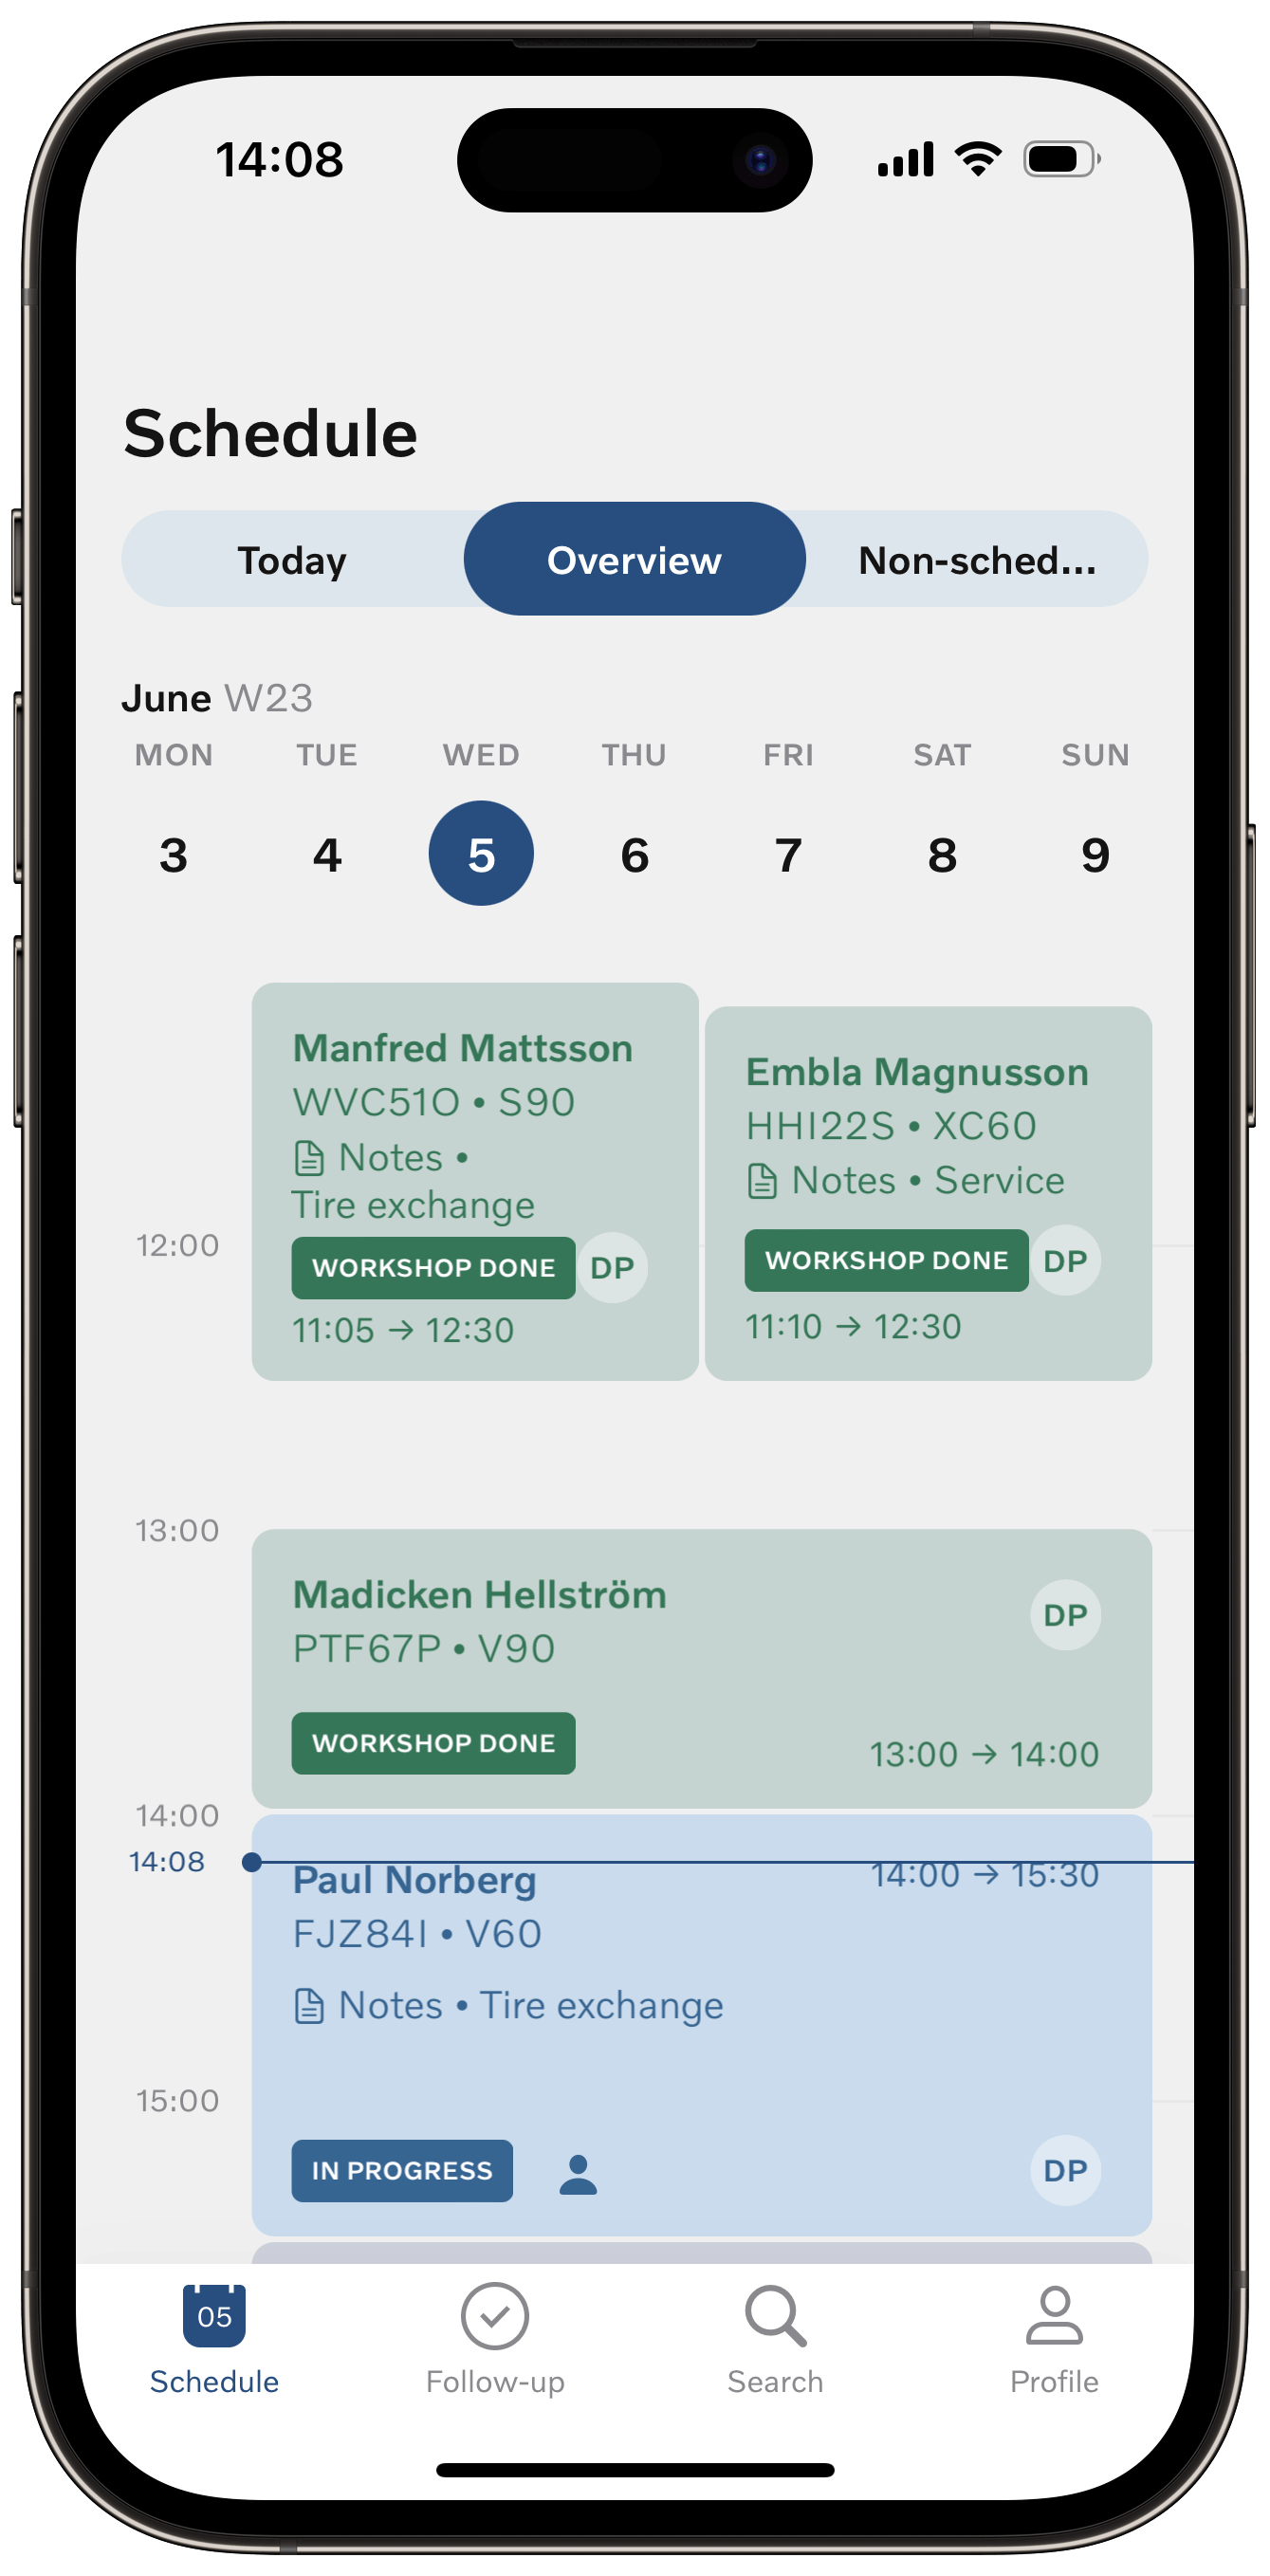 14:08
Schedule
Today
Overview
Non-sched...
June W23
MON TUE WED THU FRI SAT SUN
3 4 5 6 7 8 9
Manfred Mattsson
WVC51O • S90
Notes •
Tire exchange
WORKSHOP DONE DP
11:05 → 12:30
Embla Magnusson
HHI22S • XC60
Notes • Service
WORKSHOP DONE DP
11:10 → 12:30
12:00
13:00
Madicken Hellström
DP
PTF67P • V90
WORKSHOP DONE
13:00 → 14:00
14:00
14:08
Paul Norberg
14:00 → 15:30
FJZ84I • V60
Notes • Tire exchange
15:00
IN PROGRESS
DP
05
Schedule
Follow-up
Search
Profile